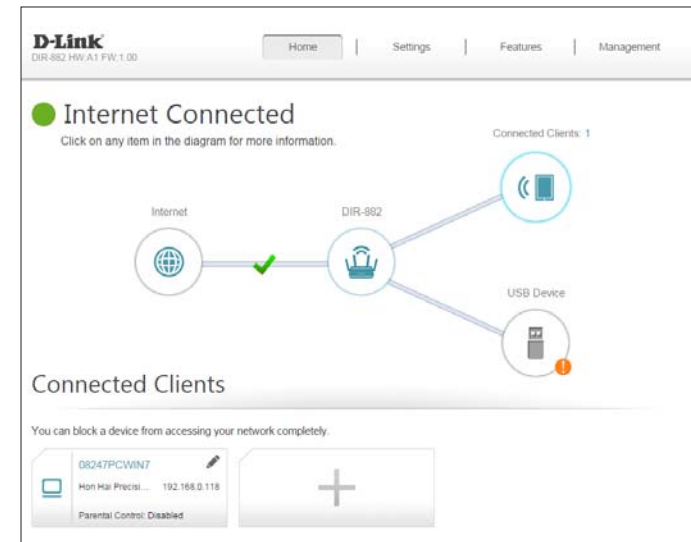 D-Link
DIR-882 HW:A1 FW:1.00
Home | Settings | Features | Management
Internet Connected
Click on any item in the diagram for more information.
Connected Clients: 1
Internet
DIR-882
USB Device
Connected Clients
You can block a device from accessing your network completely.
08247PCWIN7
Hon Hai Precisi... 192.168.0.118
Parental Control: Disabled